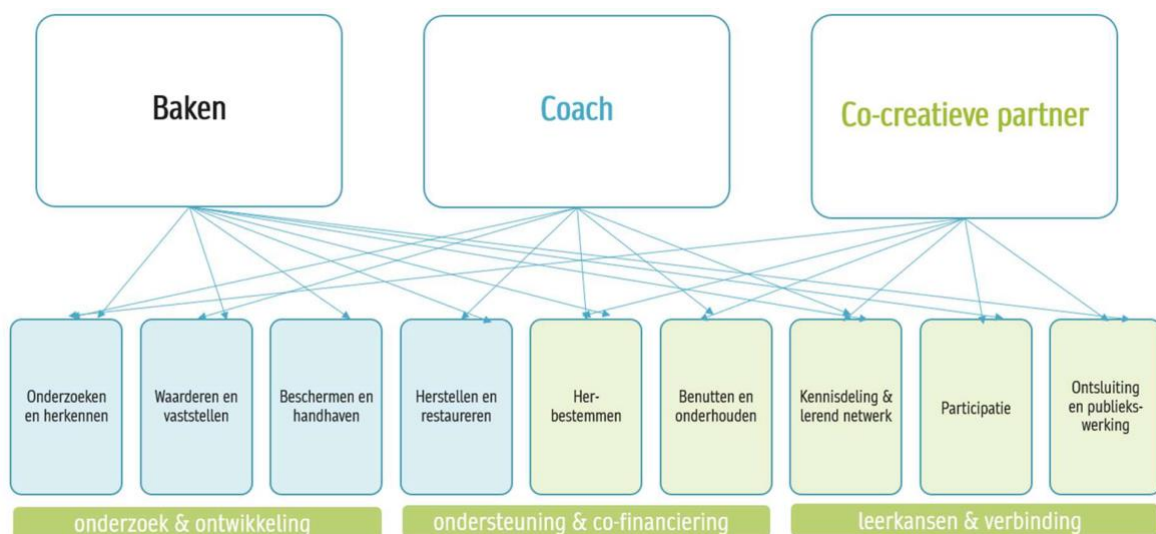 Baken
Coach
Co-creatieve partner
Onderzoeken
en herkennen
Waarderen en
vaststellen
Beschermen en
handhaven
Herstellen en
restaureren
Her-
bestemmen
Benutten en
onderhouden
Kennisdeling &
lerend netwerk
Participatie
Ontsluiting
en publieks-
werking
onderzoek & ontwikkeling
ondersteuning & co-financiering
leerkansen & verbinding